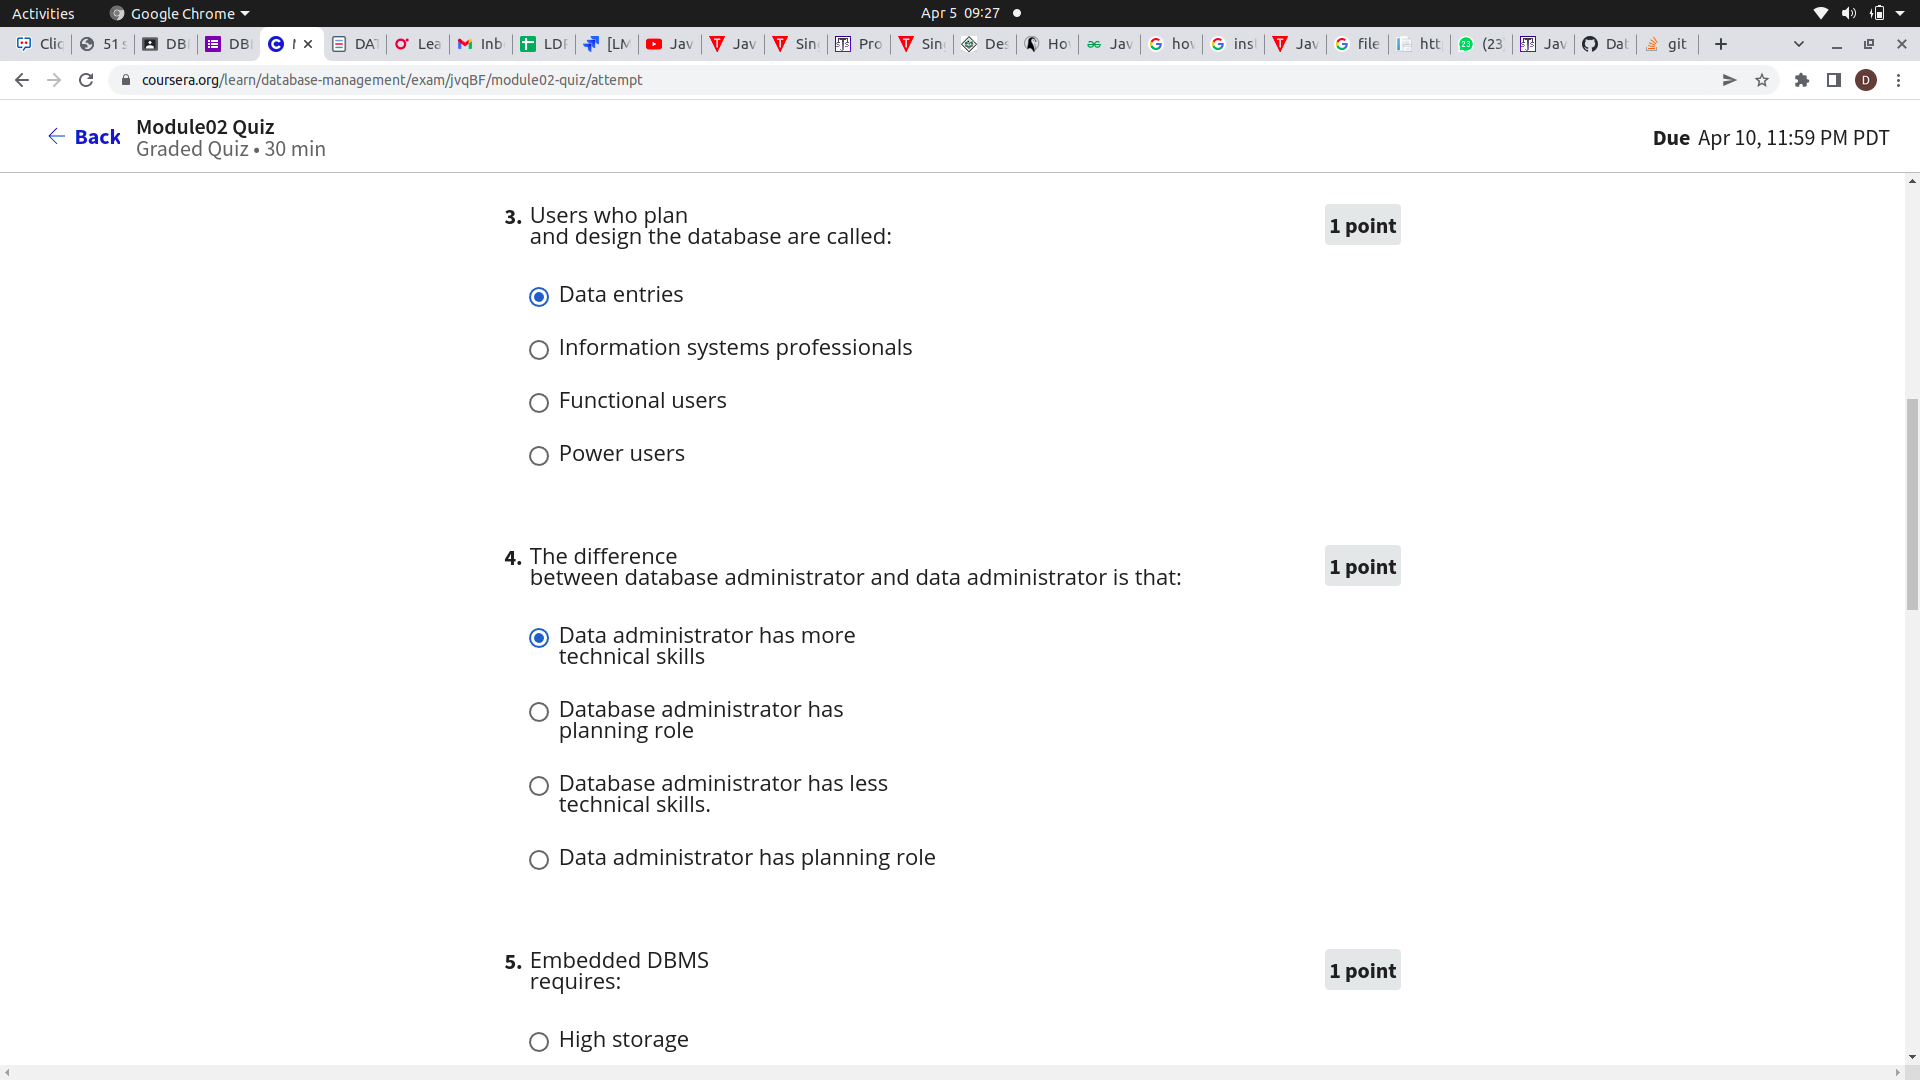 Activities
Google Chrome
Apr 5 09:27
Clic
51 s
DBI
DBI
DAT
Lea
Inb
LDF
[LM
Jav
Jav
Sin
Pro
Sin
Des
Ho
Jav
hov
inst
Jav
file
htt
(23
Jav
Dat
git
coursera.org/learn/database-management/exam/jvqBF/module02-quiz/attempt
D
Back
Module02 Quiz
Graded Quiz • 30 min
Due Apr 10, 11:59 PM PDT
3. Users who plan
and design the database are called:
1 point
Data entries
Information systems professionals
Functional users
Power users
4. The difference
between database administrator and data administrator is that:
1 point
Data administrator has more
technical skills
Database administrator has
planning role
Database administrator has less
technical skills.
Data administrator has planning role
5. Embedded DBMS
requires:
1 point
High storage